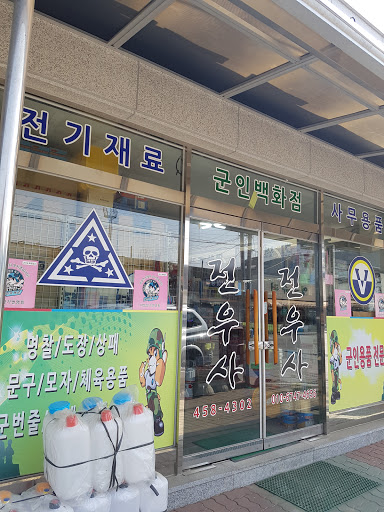 전기재료
군인백화점
사무용품
전우사
전우사
458-4302
명찰/도장/상패
문구/모자/체육용품
군번줄
군인용품 전문